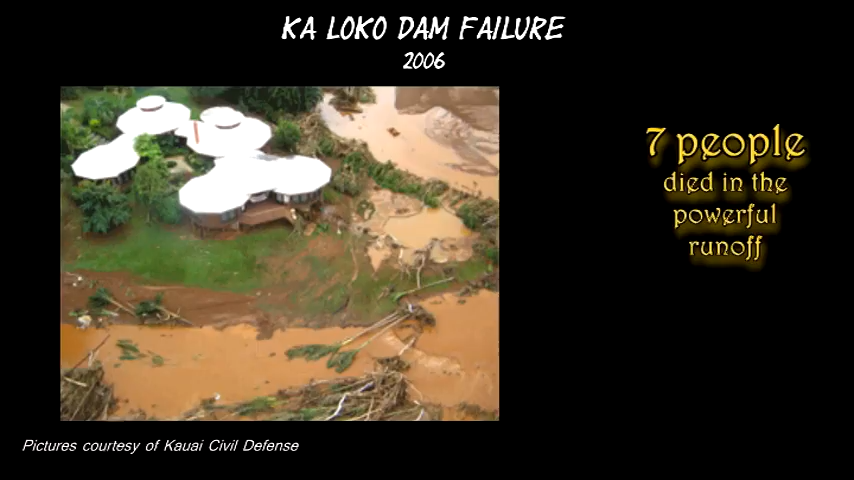 KA LOKO DAM FAILURE
2006
7 people
died in the
powerful
runoff
Pictures courtesy of Kauai Civil Defense